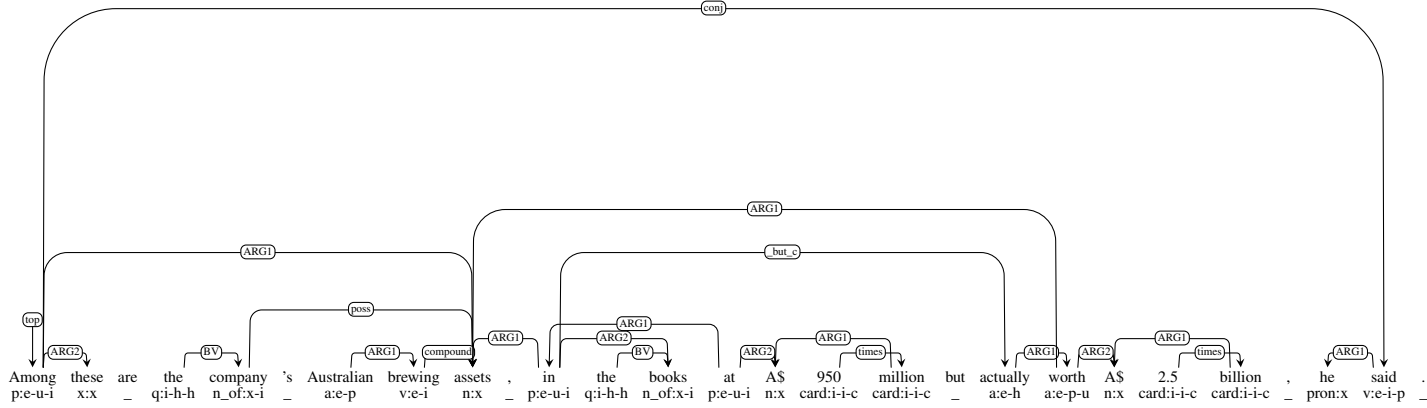 conj
ARG1
ARG1 _but_c
poss
top ARG1
ARG1 ARG2 ARG1 ARG1
ARG2 BV ARG1 compound BV ARG2 times ARG1 ARG2 times ARG1
Among these are the company 's Australian brewing assets , in the books at A$ 950 million but actually worth A$ 2.5 billion , he said .
p:e-u-i x:x _ q:i-h-h n_of:x-i _ a:e-p v:e-i n:x _ p:e-u-i q:i-h-h n_of:x-i p:e-u-i n:x card:i-i-c card:i-i-c _ a:e-h a:e-p-u n:x card:i-i-c card:i-i-c _ pron:x v:e-i-p _